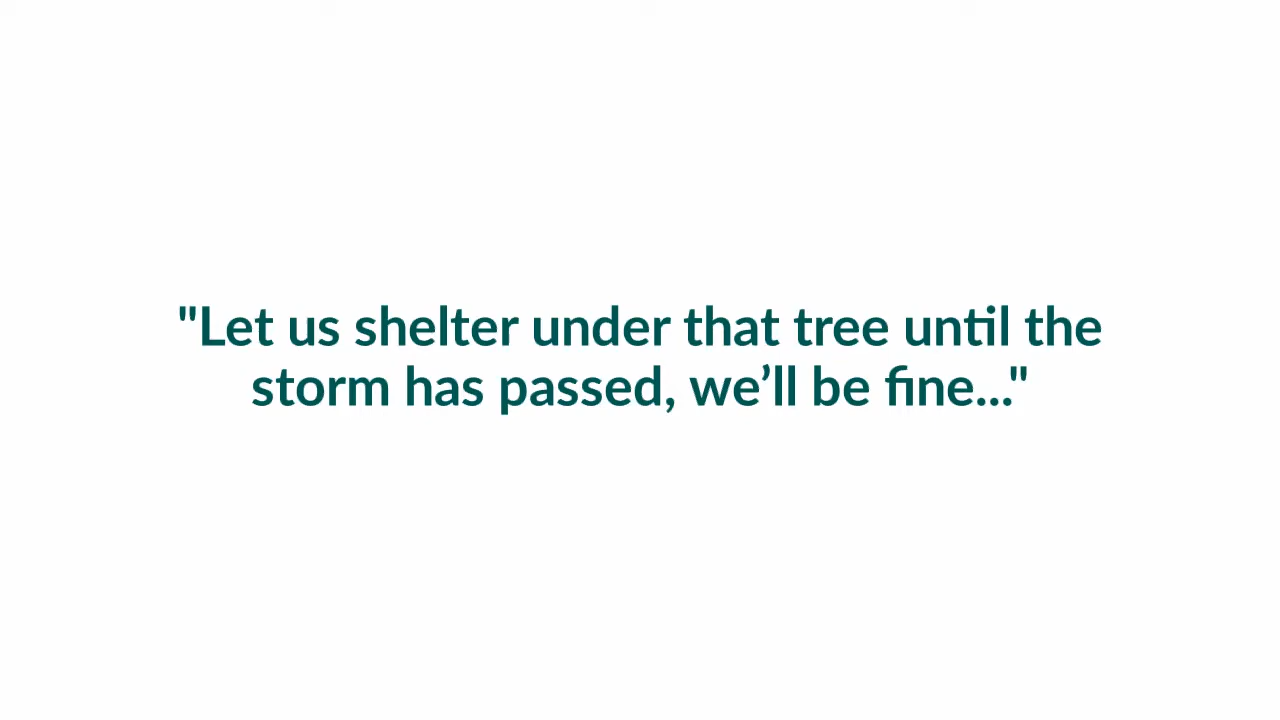 "Let us shelter under that tree until the
storm has passed, we’ll be fine..."